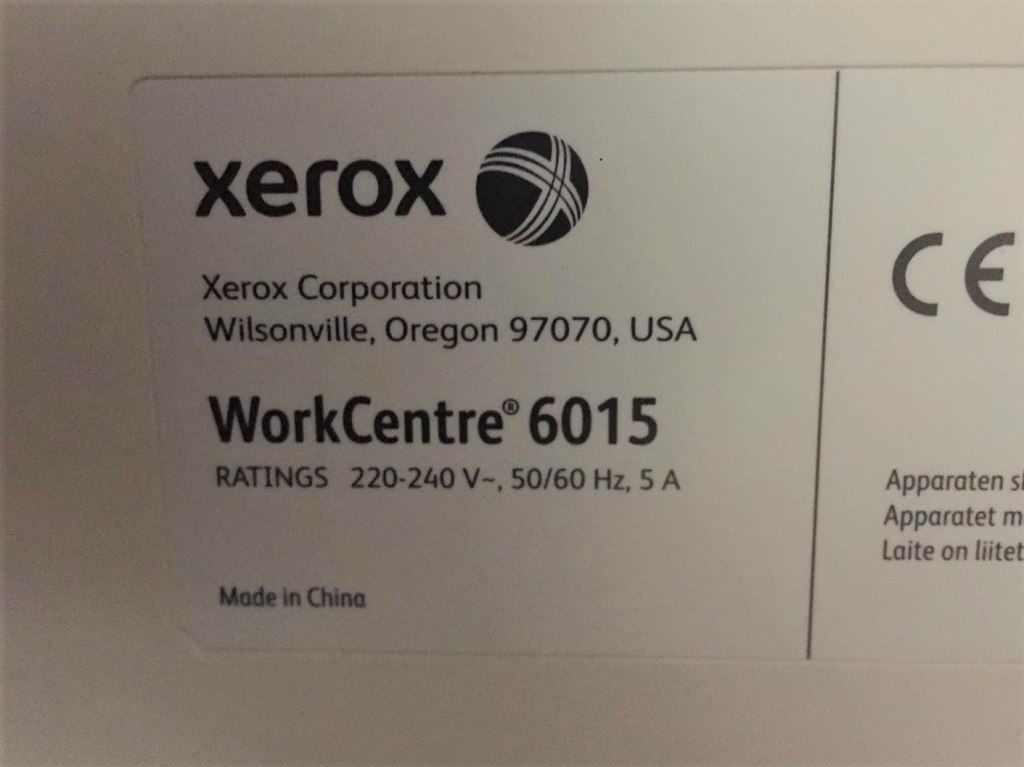 xerox
Xerox Corporation
Wilsonville, Oregon 97070, USA
WorkCentre® 6015
RATINGS 220-240 V~, 50/60 Hz, 5 A
Made in China
CE
Apparaten
Apparatet
Laite on